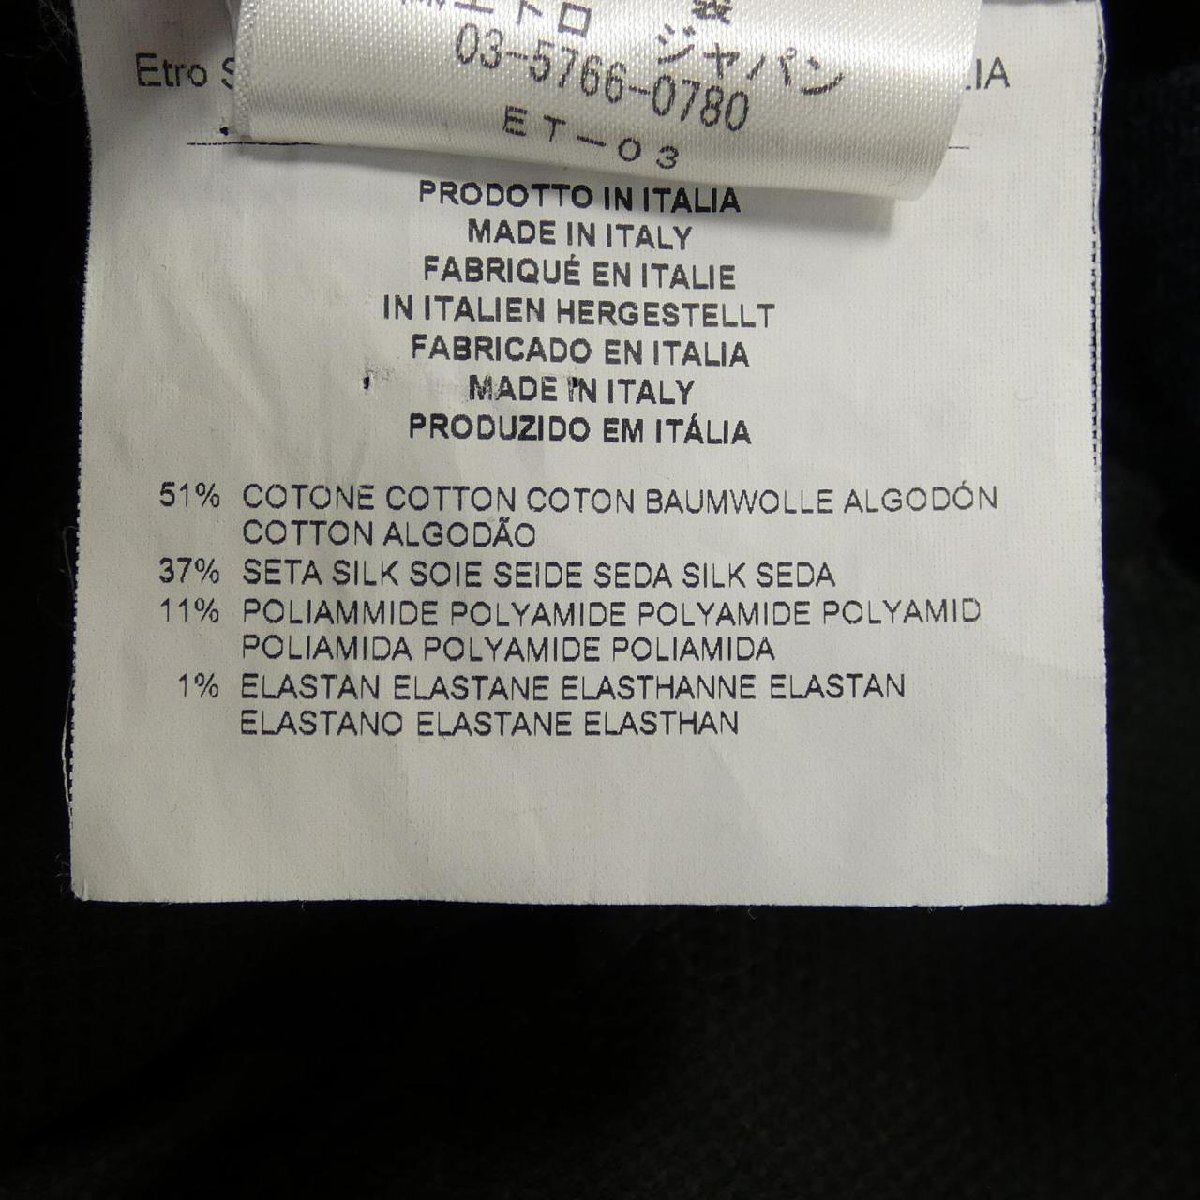 エトロ ジャパン
03-5766-0780
ET-03
Etro
PRODOTTO IN ITALIA
MADE IN ITALY
FABRIQUÉ EN ITALIE
IN ITALIEN HERGESTELLT
FABRICADO EN ITALIA
MADE IN ITALY
PRODUZIDO EM ITÁLIA
51% COTONE COTTON COTON BAUMWOLLE ALGODÓN
COTTON ALGODÃO
37% SETA SILK SOIE SEIDE SEDA SILK SEDA
11% POLIAMMIDE POLYAMIDE POLYAMIDE POLYAMID
POLIAMIDA POLYAMIDE POLIAMIDA
1% ELASTAN ELASTANE ELASTHANNE ELASTAN
ELASTANO ELASTANE ELASTHAN